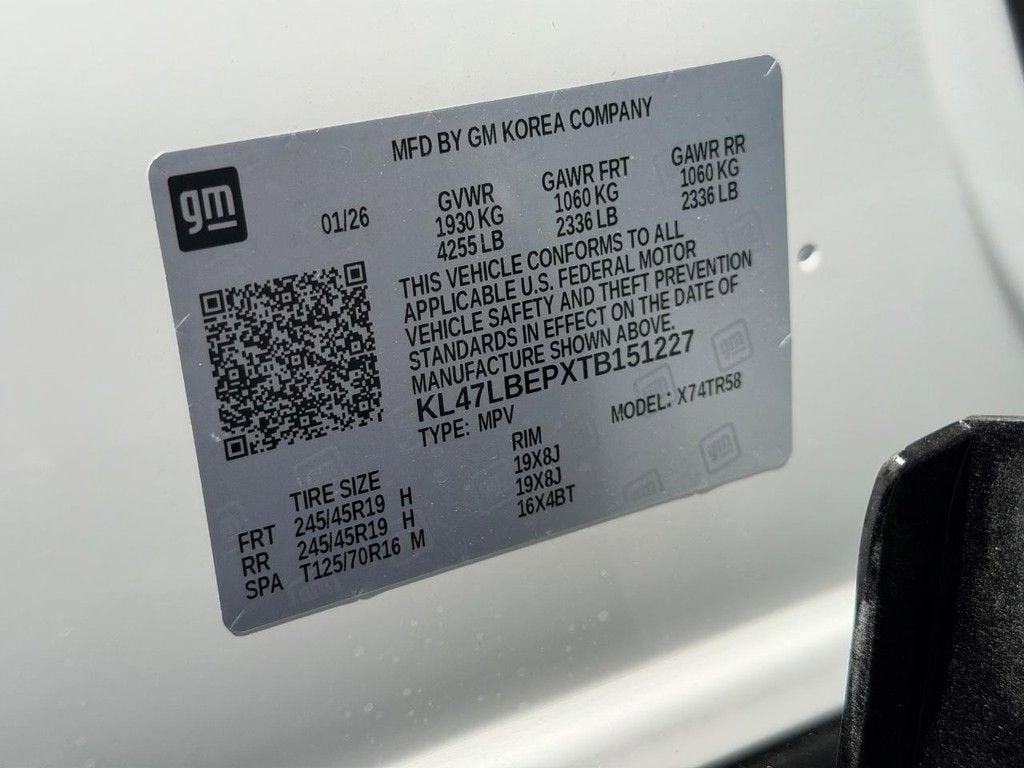 MFD BY GM KOREA COMPANY
gm
01/26
GVWR GAWR FRT GAWR RR
1930 KG 1060 KG 1060 KG
4255 LB 2336 LB 2336 LB
THIS VEHICLE CONFORMS TO ALL
APPLICABLE U.S. FEDERAL MOTOR
VEHICLE SAFETY AND THEFT PREVENTION
STANDARDS IN EFFECT ON THE DATE OF
MANUFACTURE SHOWN ABOVE.
KL47LBEPXTB151227
TYPE: MPV MODEL: X74TR58
TIRE SIZE RIM
FRT 245/45R19 H 19X8J
RR 245/45R19 H 19X8J
SPA T125/70R16 M 16X4BT